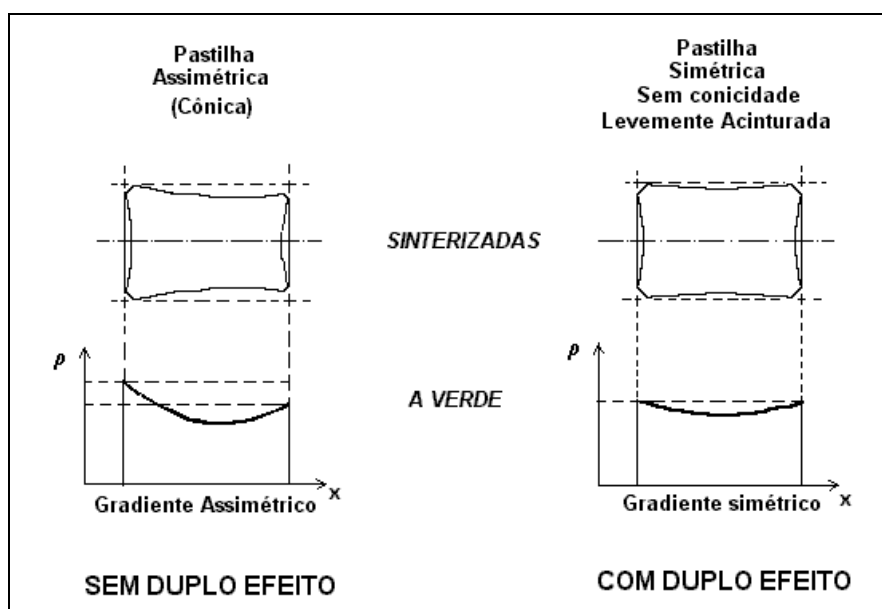 Pastilha
Assimétrica
(Cônica)
Pastilha
Simétrica
Sem conicidade
Levemente Acinturada
SINTERIZADAS
ρ
ρ
A VERDE
x
x
Gradiente Assimétrico
Gradiente simétrico
SEM DUPLO EFEITO
COM DUPLO EFEITO